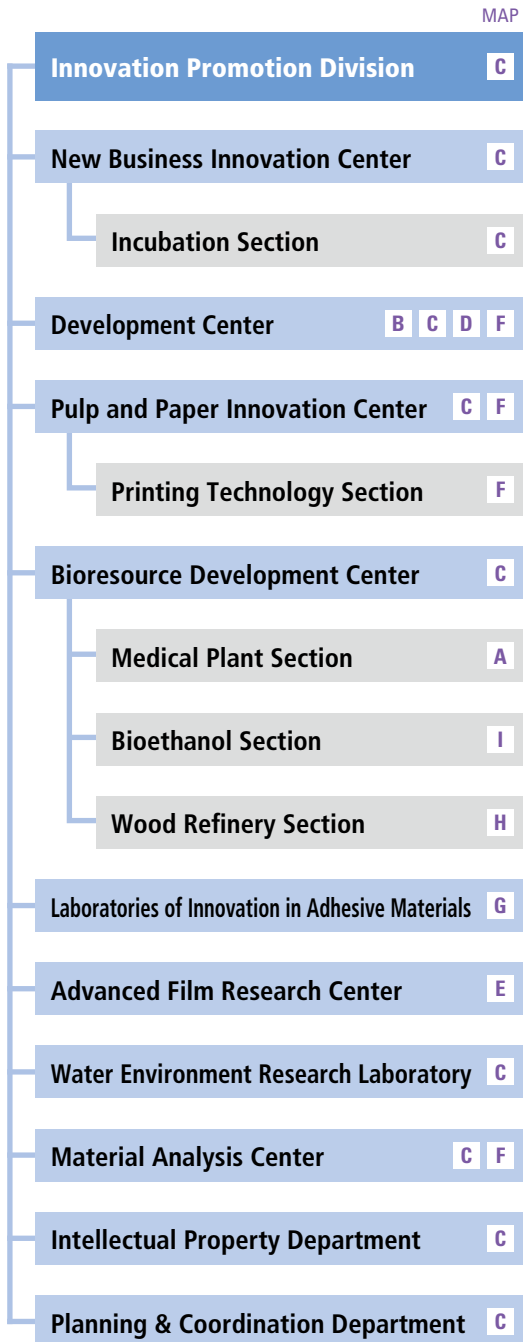 MAP
Innovation Promotion Division C
New Business Innovation Center C
Incubation Section C
Development Center B C D F
Pulp and Paper Innovation Center C F
Printing Technology Section F
Bioresource Development Center C
Medical Plant Section A
Bioethanol Section I
Wood Refinery Section H
Laboratories of Innovation in Adhesive Materials G
Advanced Film Research Center E
Water Environment Research Laboratory C
Material Analysis Center C F
Intellectual Property Department C
Planning & Coordination Department C